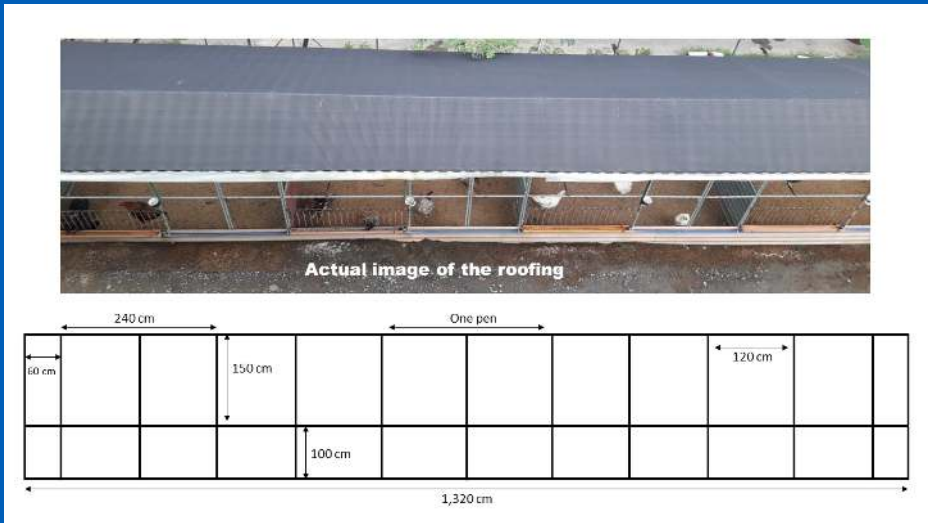 Actual image of the roofing
240 cm
One pen
60 cm
150 cm
120 cm
100 cm
1,320 cm